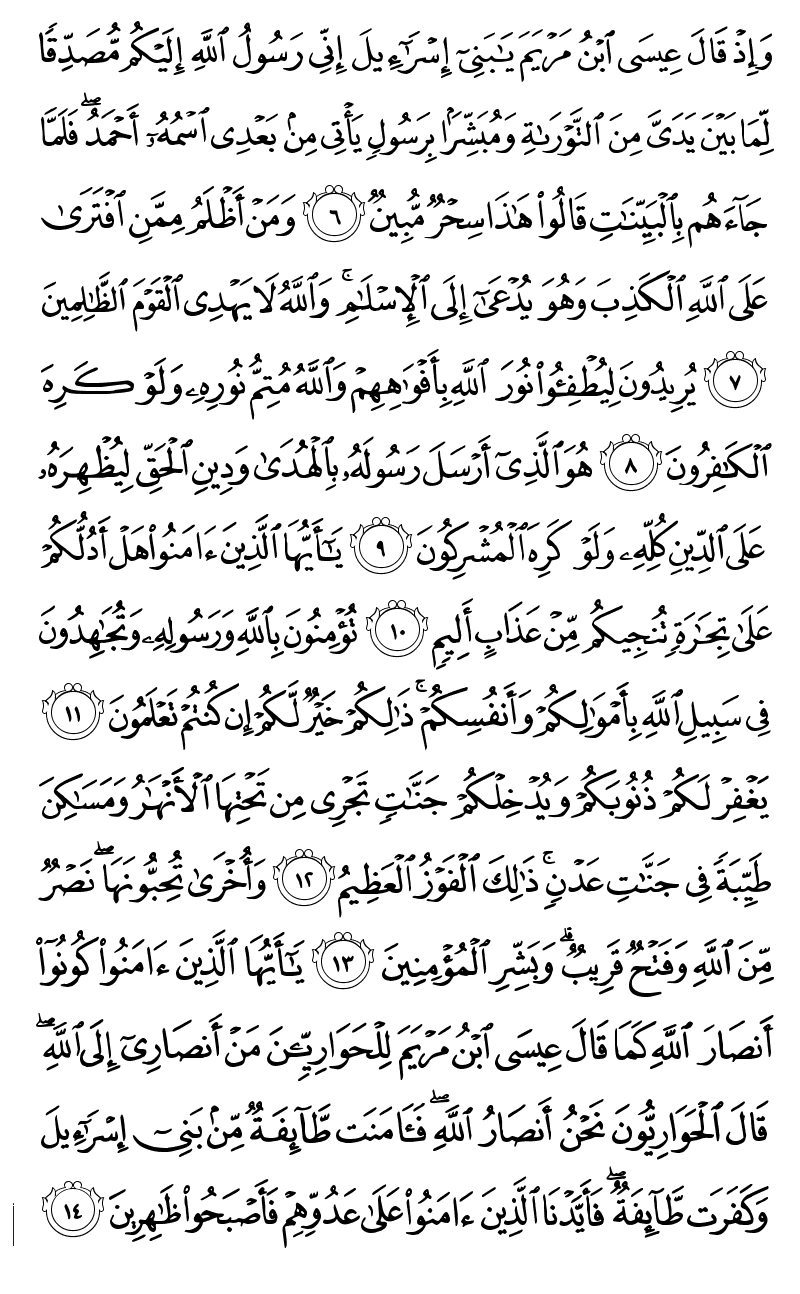 وَإِذْ قَالَ عِيسَى ٱبْنُ مَرْيَمَ يَـٰبَنِىٓ إِسْرَٰٓءِيلَ إِنِّى رَسُولُ ٱللَّهِ إِلَيْكُم مُّصَدِّقًا
لِّمَا بَيْنَ يَدَىَّ مِنَ ٱلتَّوْرَىٰةِ وَمُبَشِّرًۢا بِرَسُولٍ يَأْتِى مِنۢ بَعْدِى ٱسْمُهُۥٓ أَحْمَدُ ۖ فَلَمَّا
جَآءَهُم بِٱلْبَيِّنَـٰتِ قَالُوا۟ هَـٰذَا سِحْرٌ مُّبِينٌ ٦ وَمَنْ أَظْلَمُ مِمَّنِ ٱفْتَرَىٰ
عَلَى ٱللَّهِ ٱلْكَذِبَ وَهُوَ يُدْعَىٰٓ إِلَى ٱلْإِسْلَـٰمِ ۚ وَٱللَّهُ لَا يَهْدِى ٱلْقَوْمَ ٱلظَّـٰلِمِينَ
٧ يُرِيدُونَ لِيُطْفِـُٔوا۟ نُورَ ٱللَّهِ بِأَفْوَٰهِهِمْ وَٱللَّهُ مُتِمُّ نُورِهِۦ وَلَوْ كَرِهَ
ٱلْكَـٰفِرُونَ ٨ هُوَ ٱلَّذِىٓ أَرْسَلَ رَسُولَهُۥ بِٱلْهُدَىٰ وَدِينِ ٱلْحَقِّ لِيُظْهِرَهُۥ
عَلَى ٱلدِّينِ كُلِّهِۦ وَلَوْ كَرِهَ ٱلْمُشْرِكُونَ ٩ يَـٰٓأَيُّهَا ٱلَّذِينَ ءَامَنُوا۟ هَلْ أَدُلُّكُمْ
عَلَىٰ تِجَـٰرَةٍ تُنجِيكُم مِّنْ عَذَابٍ أَلِيمٍ ١٠ تُؤْمِنُونَ بِٱللَّهِ وَرَسُولِهِۦ وَتُجَـٰهِدُونَ
فِى سَبِيلِ ٱللَّهِ بِأَمْوَٰلِكُمْ وَأَنفُسِكُمْ ۚ ذَٰلِكُمْ خَيْرٌ لَّكُمْ إِن كُنتُمْ تَعْلَمُونَ ١١
يَغْفِرْ لَكُمْ ذُنُوبَكُمْ وَيُدْخِلْكُمْ جَنَّـٰتٍ تَجْرِى مِن تَحْتِهَا ٱلْأَنْهَـٰرُ وَمَسَـٰكِنَ
طَيِّبَةً فِى جَنَّـٰتِ عَدْنٍ ۚ ذَٰلِكَ ٱلْفَوْزُ ٱلْعَظِيمُ ١٢ وَأُخْرَىٰ تُحِبُّونَهَا ۖ نَصْرٌ
مِّنَ ٱللَّهِ وَفَتْحٌ قَرِيبٌ ۗ وَبَشِّرِ ٱلْمُؤْمِنِينَ ١٣ يَـٰٓأَيُّهَا ٱلَّذِينَ ءَامَنُوا۟ كُونُوٓا۟
أَنصَارَ ٱللَّهِ كَمَا قَالَ عِيسَى ٱبْنُ مَرْيَمَ لِلْحَوَارِيِّـۧنَ مَنْ أَنصَارِىٓ إِلَى ٱللَّهِ ۖ
قَالَ ٱلْحَوَارِيُّونَ نَحْنُ أَنصَارُ ٱللَّهِ ۖ فَـَٔامَنَت طَّآئِفَةٌ مِّنۢ بَنِىٓ إِسْرَٰٓءِيلَ
وَكَفَرَت طَّآئِفَةٌ ۖ فَأَيَّدْنَا ٱلَّذِينَ ءَامَنُوا۟ عَلَىٰ عَدُوِّهِمْ فَأَصْبَحُوا۟ ظَـٰهِرِينَ ١٤